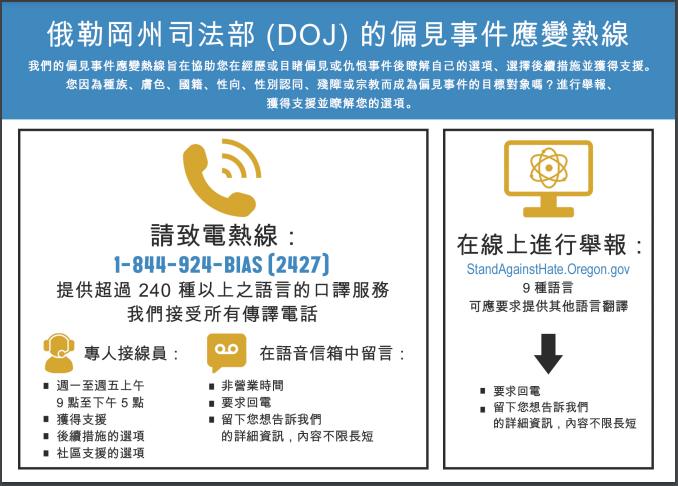 俄勒岡州司法部 (DOJ) 的偏見事件應變熱線
我們的偏見事件應變熱線旨在協助您在經歷或目睹偏見或仇恨事件後瞭解自己的選項、選擇後續措施並獲得支援。
您因為種族、膚色、國籍、性向、性別認同、殘障或宗教而成為偏見事件的目標對象嗎？進行舉報、
獲得支援並瞭解您的選項。
請致電熱線：
1-844-924-BIAS (2427)
提供超過 240 種以上之語言的口譯服務
我們接受所有傳譯電話
專人接線員：
週一至週五上午
9 點至下午 5 點
獲得支援
後續措施的選項
社區支援的選項
在語音信箱中留言：
非營業時間
要求回電
留下您想告訴我們
的詳細資訊，內容不限長短
在線上進行舉報：
StandAgainstHate.Oregon.gov
9 種語言
可應要求提供其他語言翻譯
要求回電
留下您想告訴我們
的詳細資訊，內容不限長短